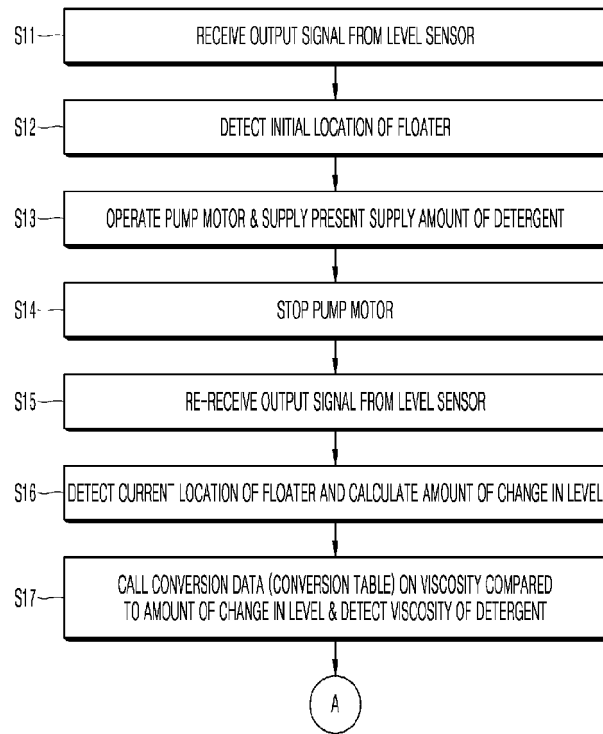 S11
RECEIVE OUTPUT SIGNAL FROM LEVEL SENSOR
S12
DETECT INITIAL LOCATION OF FLOATER
S13
OPERATE PUMP MOTOR & SUPPLY PRESENT SUPPLY AMOUNT OF DETERGENT
S14
STOP PUMP MOTOR
S15
RE-RECEIVE OUTPUT SIGNAL FROM LEVEL SENSOR
S16
DETECT CURRENT LOCATION OF FLOATER AND CALCULATE AMOUNT OF CHANGE IN LEVEL
S17
CALL CONVERSION DATA (CONVERSION TABLE) ON VISCOSITY COMPARED
TO AMOUNT OF CHANGE IN LEVEL & DETECT VISCOSITY OF DETERGENT
A